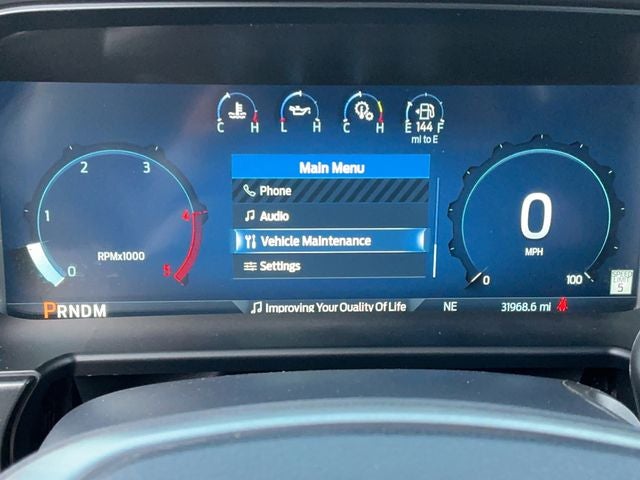 C H L H C H E 144 F
mi to E
Main Menu
Phone
Audio
Vehicle Maintenance
Settings
0 1 2 3 4 5
RPMx1000
0
MPH
0 100
SPEED
LIMIT
5
PRNDM
Improving Your Quality Of Life
NE
31968.6 mi